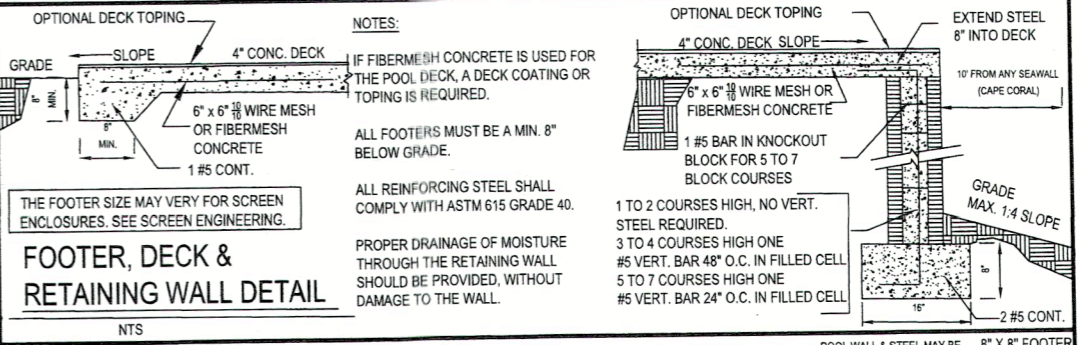 OPTIONAL DECK TOPING
SLOPE
4" CONC. DECK
GRADE
8"
MIN.
8"
MIN.
6" x 6" 10/10 WIRE MESH
OR FIBERMESH
CONCRETE
1 #5 CONT.
THE FOOTER SIZE MAY VERY FOR SCREEN
ENCLOSURES. SEE SCREEN ENGINEERING.
FOOTER, DECK &
RETAINING WALL DETAIL
NTS
NOTES:
IF FIBERMESH CONCRETE IS USED FOR
THE POOL DECK, A DECK COATING OR
TOPING IS REQUIRED.
ALL FOOTERS MUST BE A MIN. 8"
BELOW GRADE.
ALL REINFORCING STEEL SHALL
COMPLY WITH ASTM 615 GRADE 40.
PROPER DRAINAGE OF MOISTURE
THROUGH THE RETAINING WALL
SHOULD BE PROVIDED, WITHOUT
DAMAGE TO THE WALL.
OPTIONAL DECK TOPING
4" CONC. DECK SLOPE
EXTEND STEEL
8" INTO DECK
10' FROM ANY SEAWALL
(CAPE CORAL)
6" x 6" 10/10 WIRE MESH OR
FIBERMESH CONCRETE
1 #5 BAR IN KNOCKOUT
BLOCK FOR 5 TO 7
BLOCK COURSES
1 TO 2 COURSES HIGH, NO VERT.
STEEL REQUIRED.
3 TO 4 COURSES HIGH ONE
#5 VERT. BAR 48" O.C. IN FILLED CELL
5 TO 7 COURSES HIGH ONE
#5 VERT. BAR 24" O.C. IN FILLED CELL
GRADE
MAX. 1:4 SLOPE
8"
16"
2 #5 CONT.
POOL WALL & STEEL MAY BE
8" X 8" FOOTER